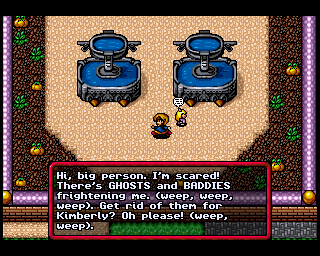 Hi, big person. I'm scared!
There's GHOSTS and BADDIES
frightening me. (weep, weep,
weep). Get rid of them for
Kimberly? Oh please! (weep,
weep).